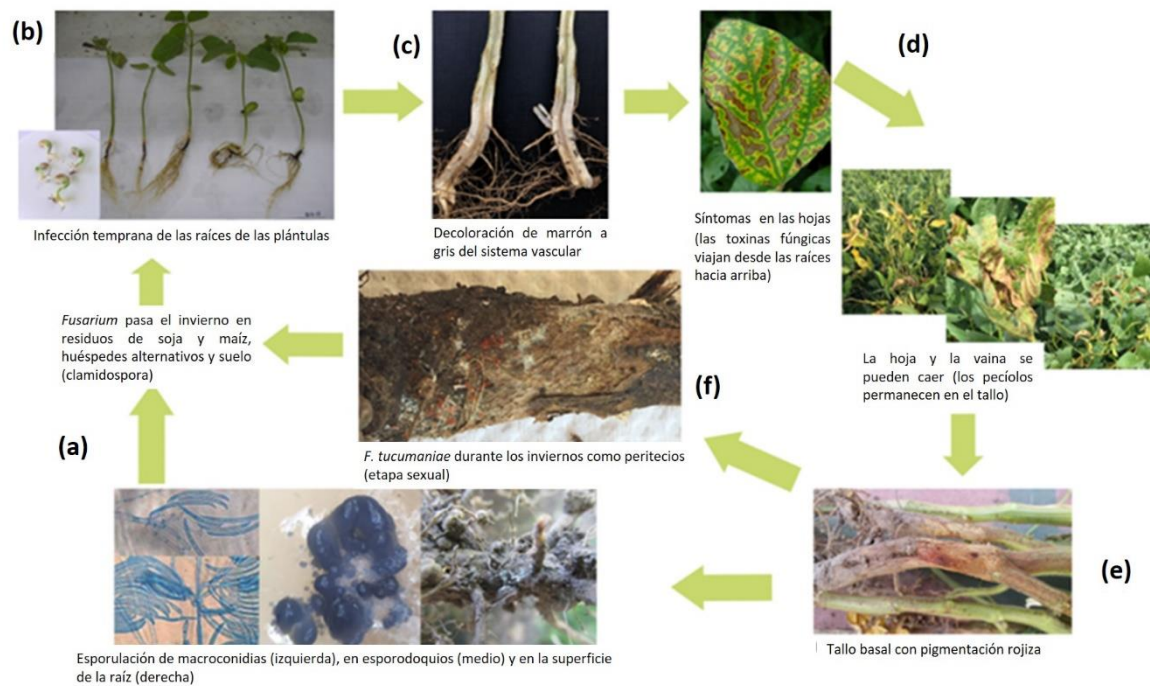 (b)
(c)
(d)
Infección temprana de las raíces de las plántulas
Decoloración de marrón a
gris del sistema vascular
Síntomas en las hojas
(las toxinas fúngicas
viajan desde las raíces
hacia arriba)
Fusarium pasa el invierno en
residuos de soja y maíz,
huéspedes alternativos y suelo
(clamidospora)
La hoja y la vaina se
pueden caer (los pecíolos
permanecen en el tallo)
(f)
(a)
F. tucumaniae durante los inviernos como peritecios
(etapa sexual)
(e)
Esporulación de macroconidias (izquierda), en esporodoquios (medio) y en la superficie
de la raíz (derecha)
Tallo basal con pigmentación rojiza